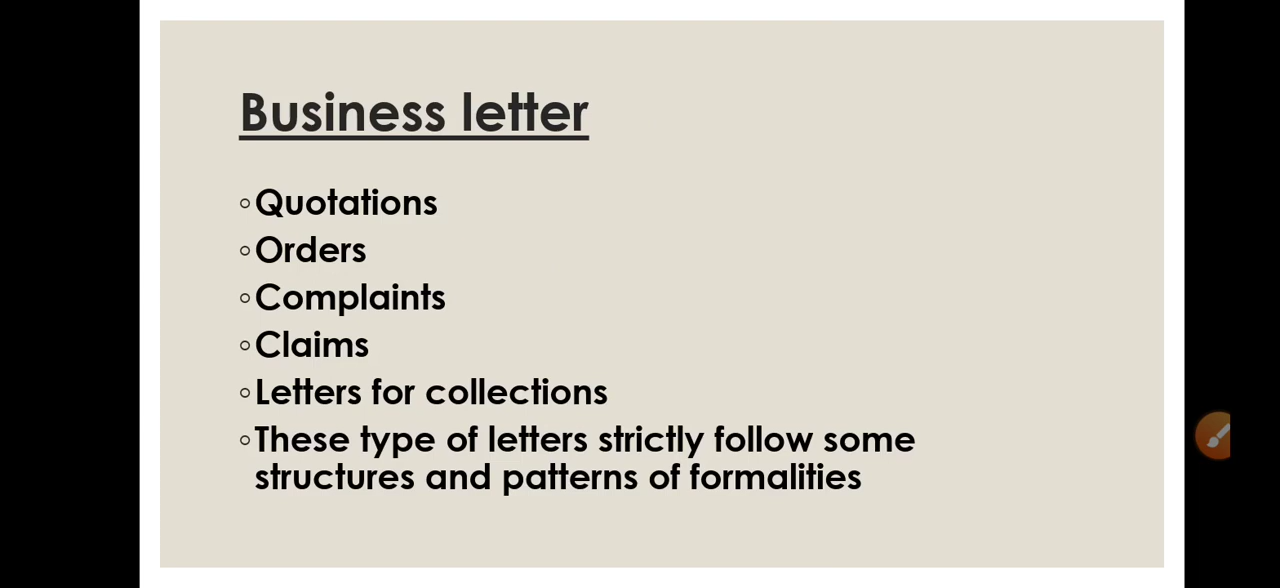 Business letter
◦Quotations
◦Orders
◦Complaints
◦Claims
◦Letters for collections
◦These type of letters strictly follow some
structures and patterns of formalities